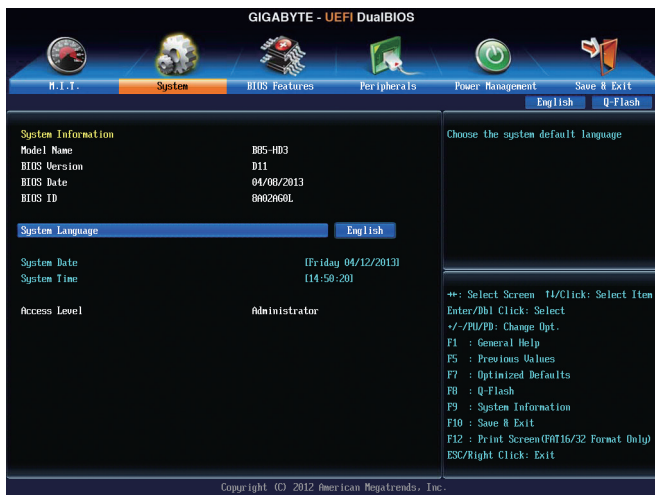 GIGABYTE - UEFI DualBIOS
M.I.T. System BIOS Features Peripherals Power Management Save & Exit
English Q-Flash
System Information
Model Name B85-HD3
BIOS Version D11
BIOS Date 04/08/2013
BIOS ID 8A02AG0L
System Language English
System Date [Friday 04/12/2013]
System Time [14:50:20]
Access Level Administrator
Choose the system default language
→←: Select Screen ↑↓/Click: Select Item
Enter/Dbl Click: Select
+/-/PU/PD: Change Opt.
F1 : General Help
F5 : Previous Values
F7 : Optimized Defaults
F8 : Q-Flash
F9 : System Information
F10 : Save & Exit
F12 : Print Screen(FAT16/32 Format Only)
ESC/Right Click: Exit
Copyright (C) 2012 American Megatrends, Inc.